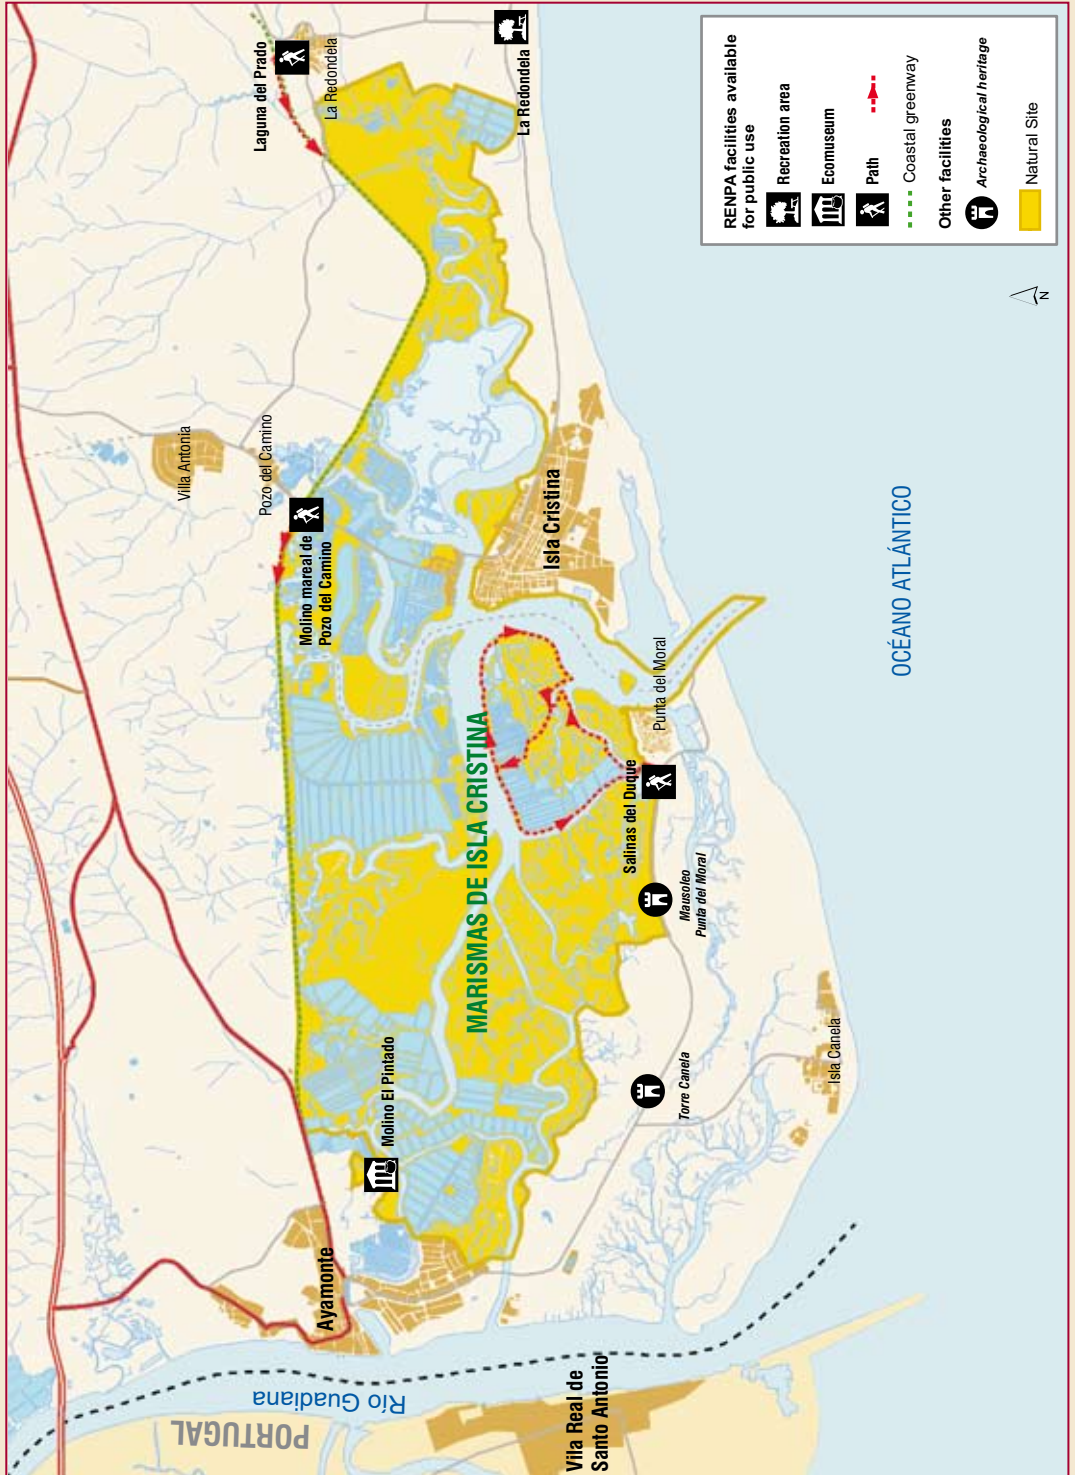 Laguna del Prado
La Redondela
La Redondela
Villa Antonia
Pozo del Camino
Molino mareal de
Pozo del Camino
Isla Cristina
MARISMAS DE ISLA CRISTINA
Punta del Moral
Salinas del Duque
Mausoleo
Punta del Moral
Molino El Pintado
Torre Canela
Isla Canela
Ayamonte
Río Guadiana
PORTUGAL
Vila Real de
Santo Antonio
OCÉANO ATLÁNTICO
N
RENPA facilities available
for public use
Recreation area
Ecomuseum
Path
Coastal greenway
Other facilities
Archaeological heritage
Natural Site